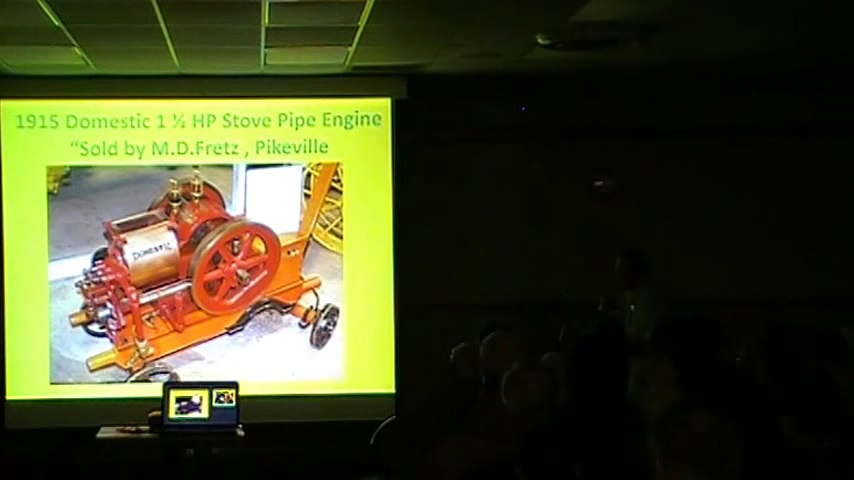 1915 Domestic 1 ½ HP Stove Pipe Engine
“Sold by M.D.Fretz , Pikeville
DOMESTIC